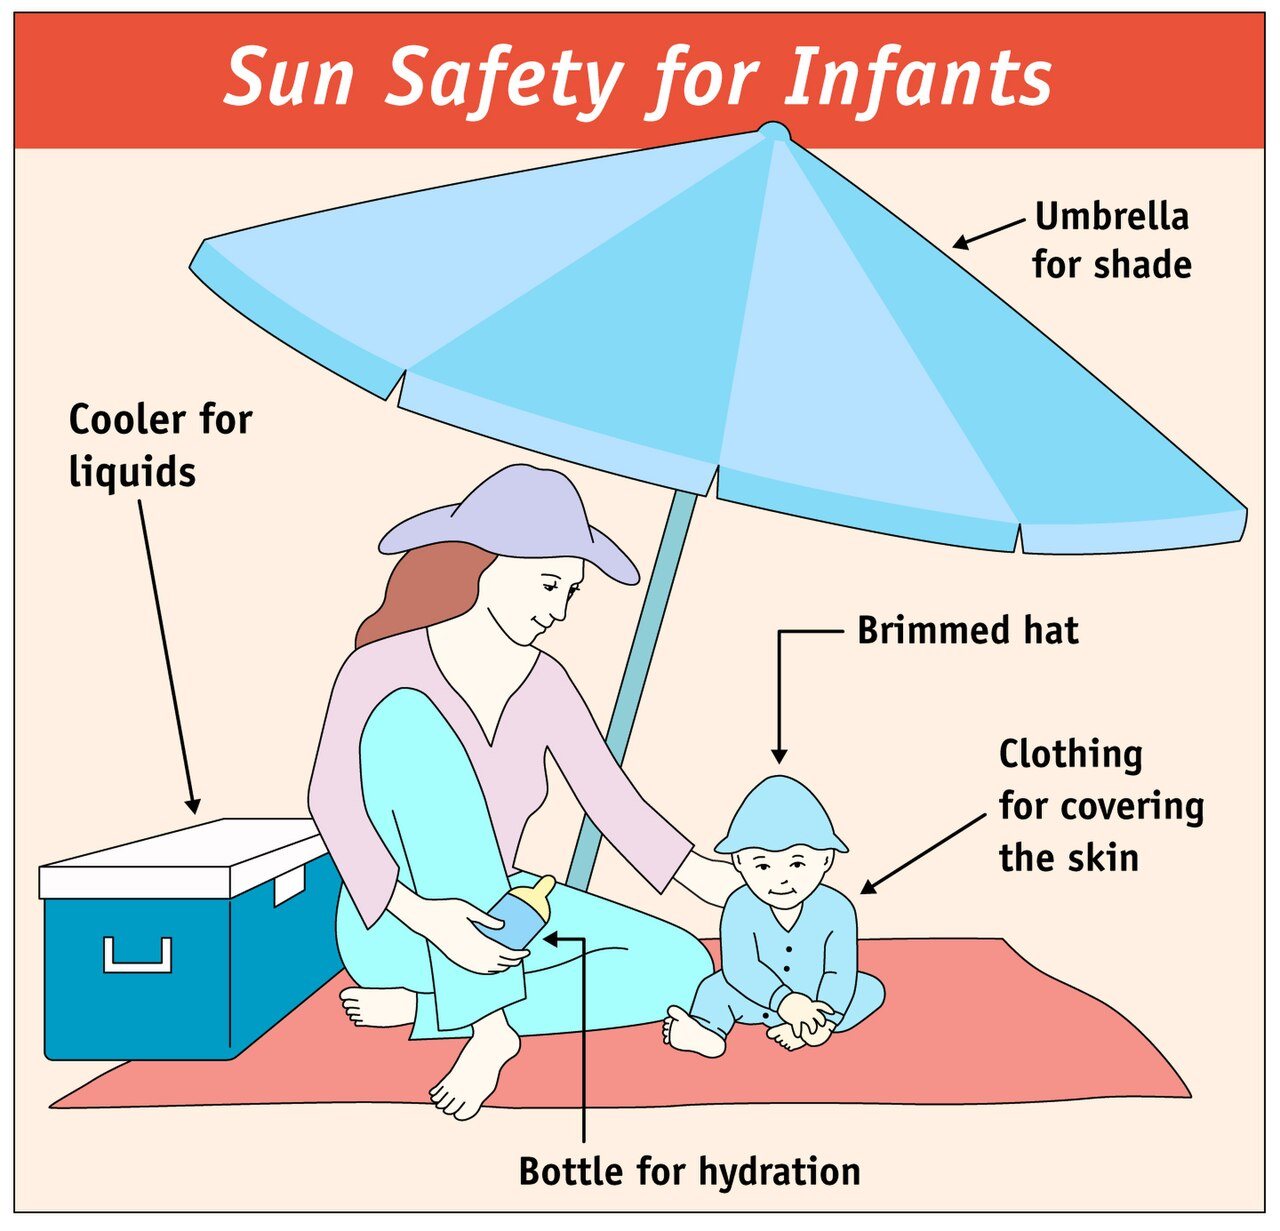 Sun Safety for Infants
Umbrella
for shade
Cooler for
liquids
Brimmed hat
Clothing
for covering
the skin
Bottle for hydration